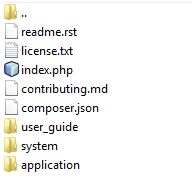 ..
readme.rst
license.txt
index.php
contributing.md
composer.json
user_guide
system
application